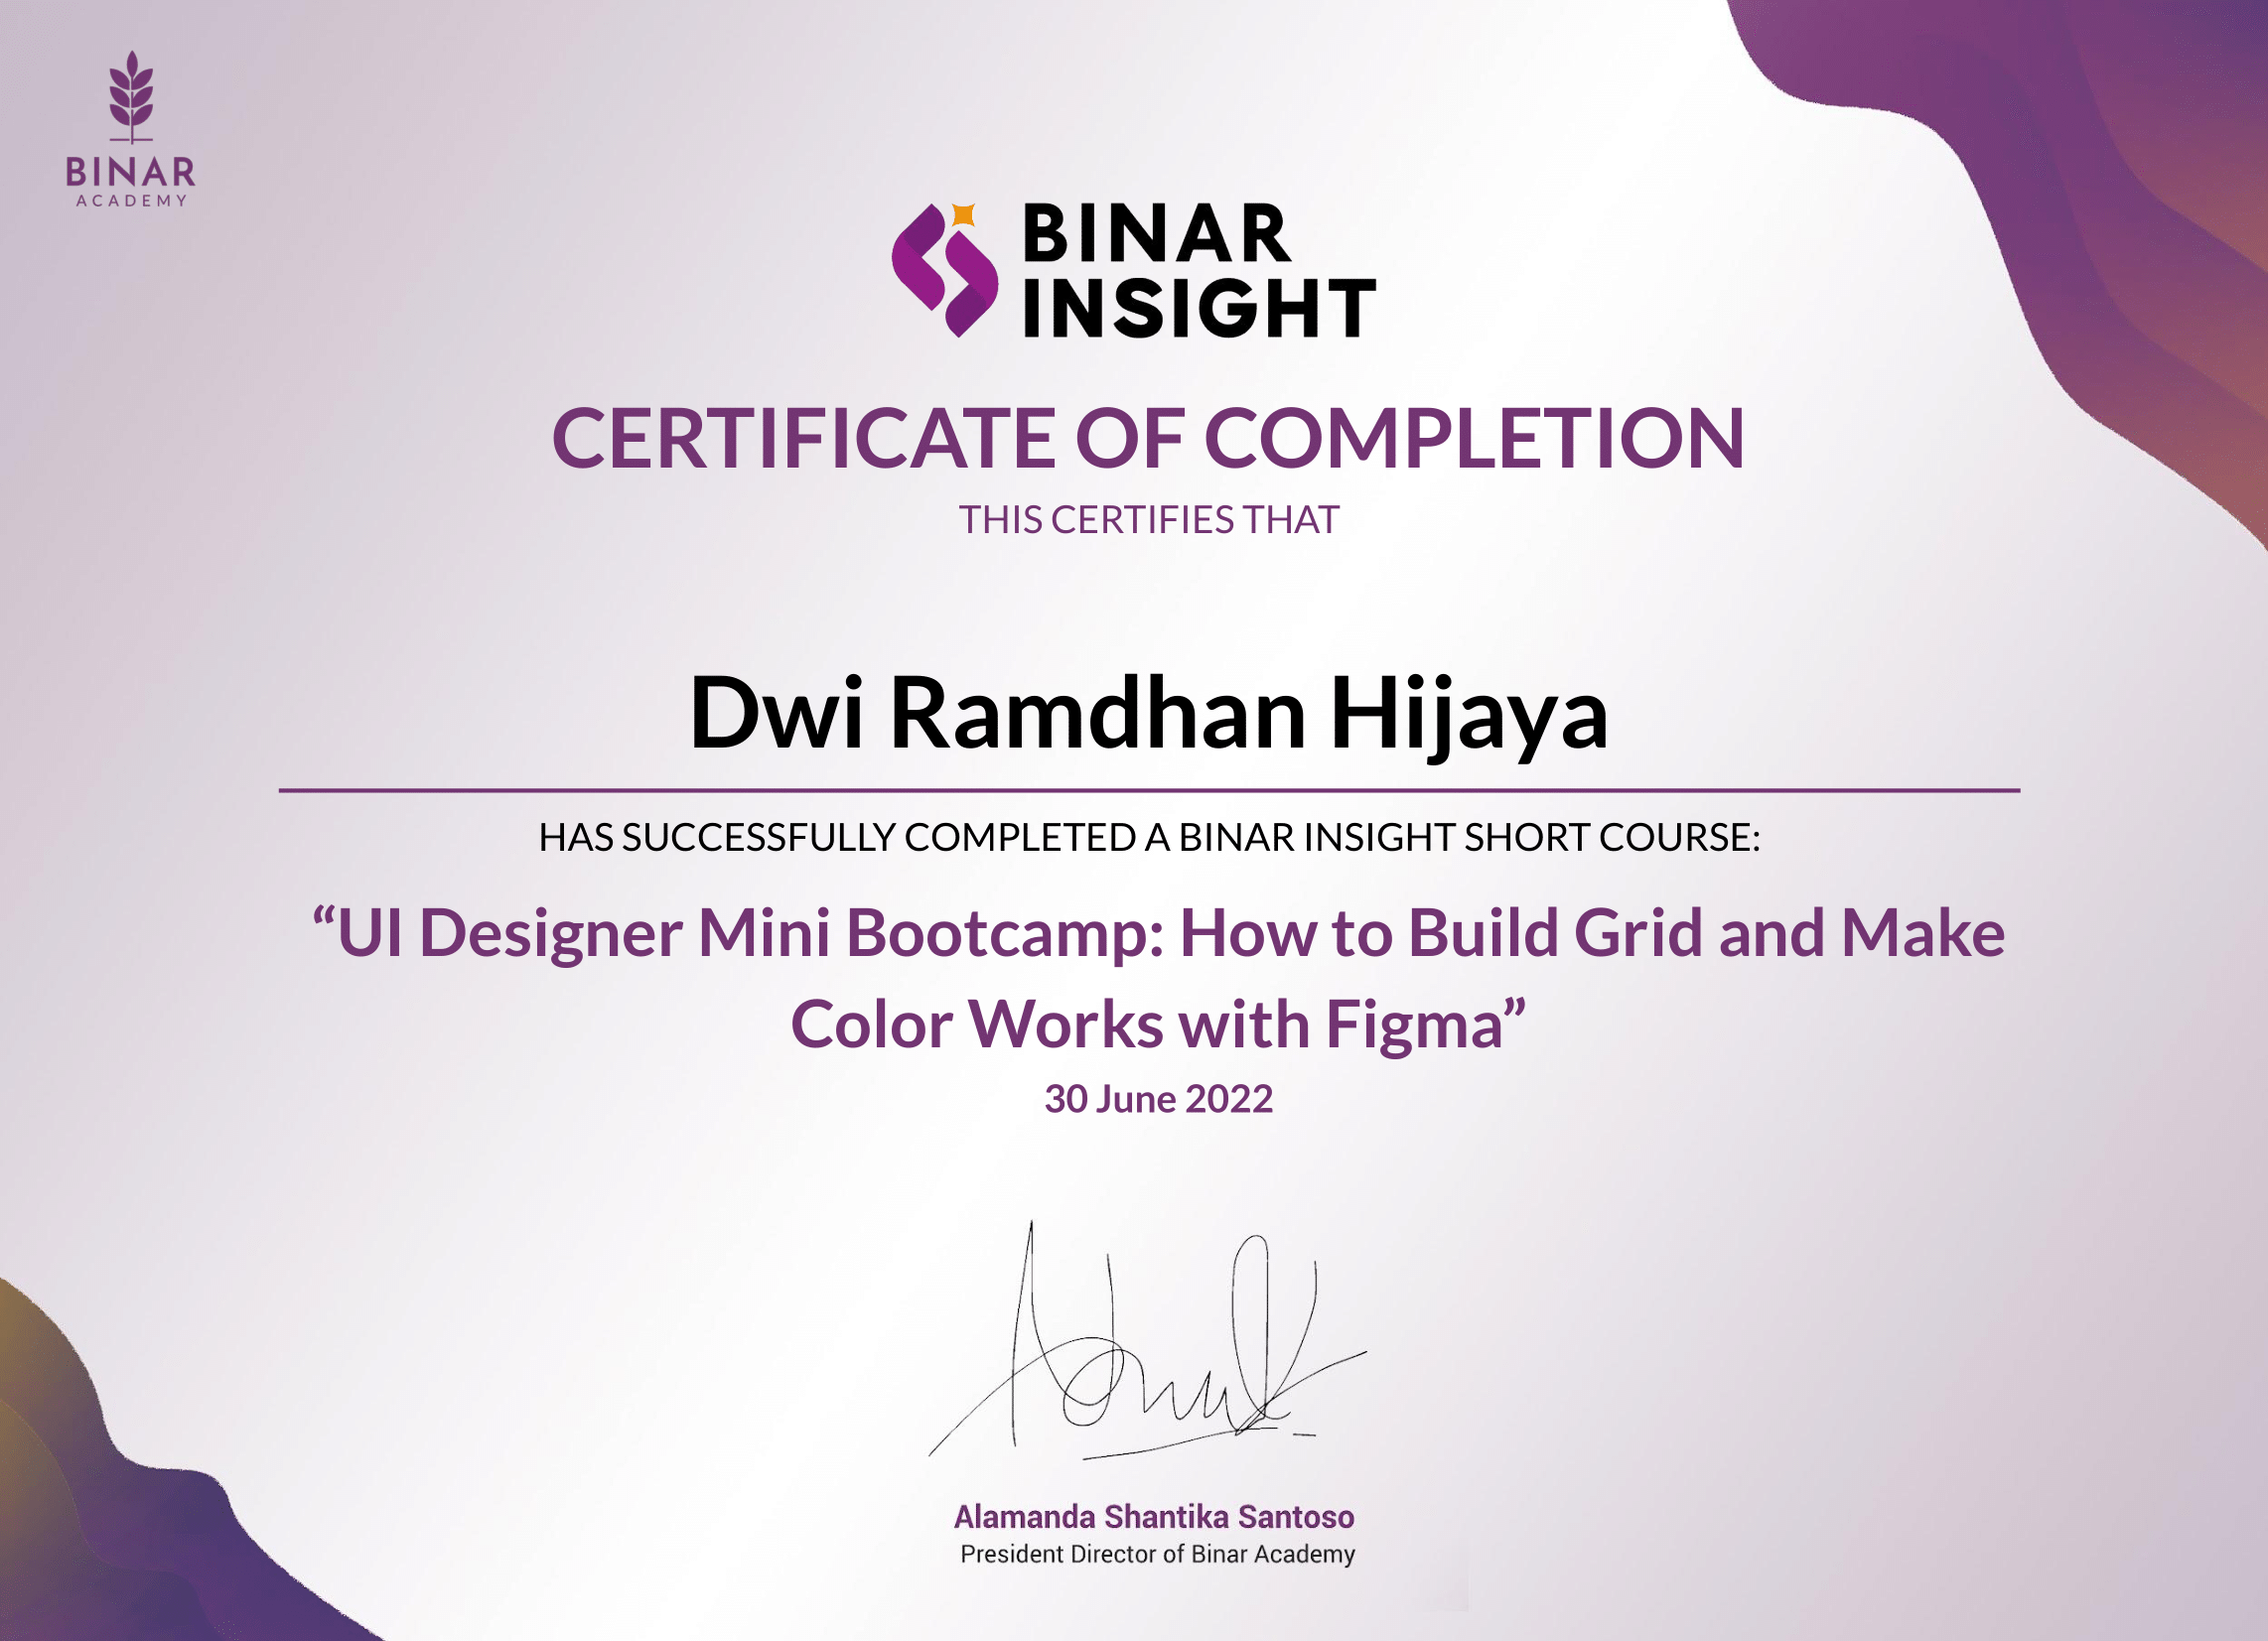 BINAR
ACADEMY
BINAR
INSIGHT
CERTIFICATE OF COMPLETION
THIS CERTIFIES THAT
Dwi Ramdhan Hijaya
HAS SUCCESSFULLY COMPLETED A BINAR INSIGHT SHORT COURSE:
“UI Designer Mini Bootcamp: How to Build Grid and Make
Color Works with Figma”
30 June 2022
Alamanda Shantika Santoso
President Director of Binar Academy